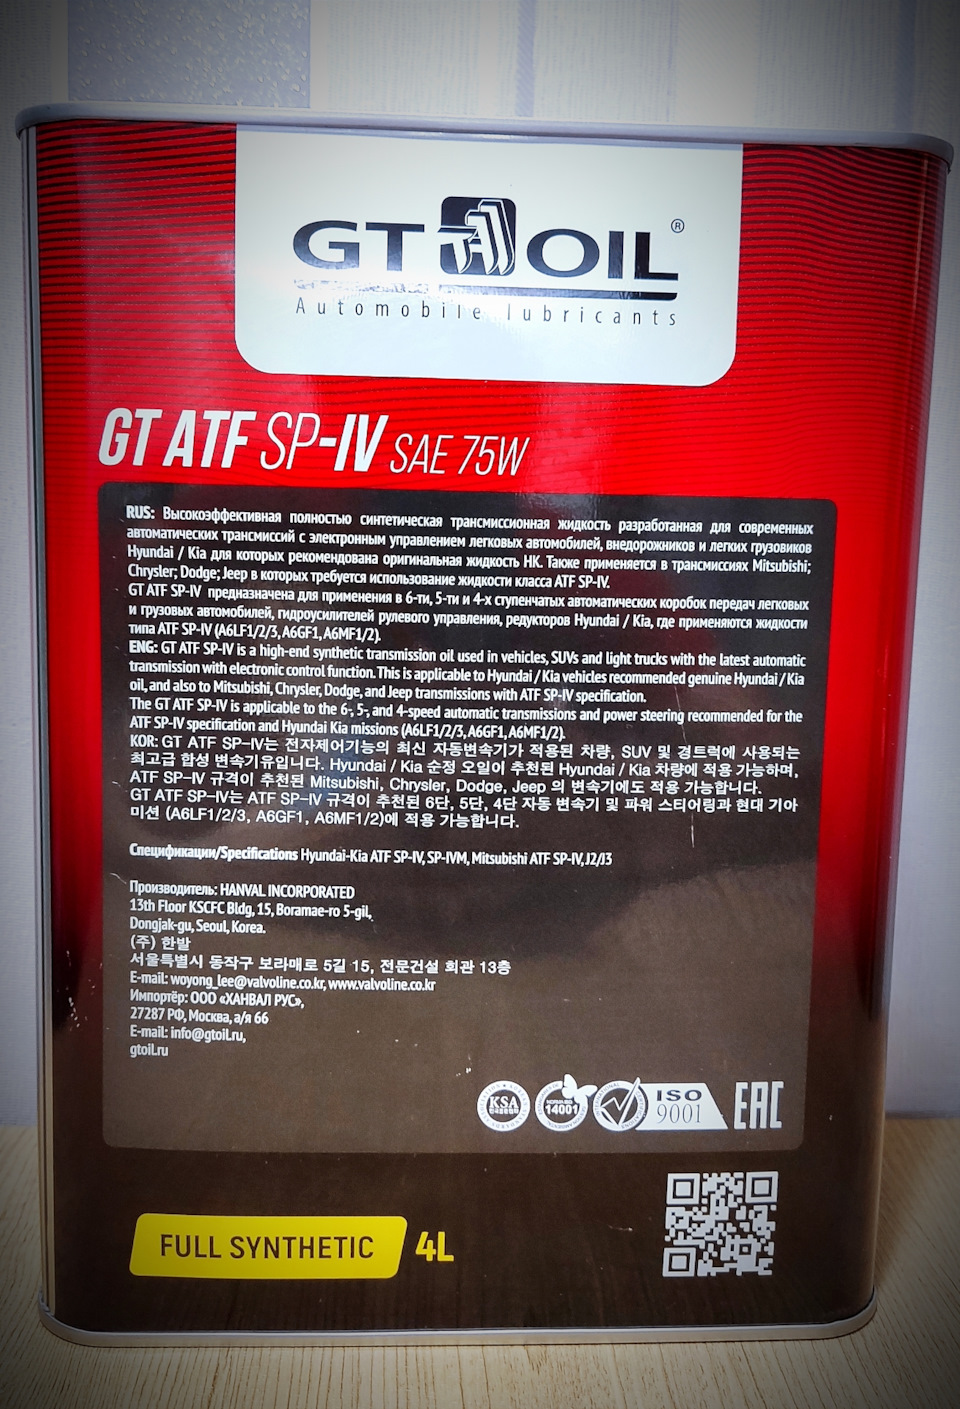 GT OIL®
Automobile lubricants
GT ATF SP-IV SAE 75W
RUS: Высокоэффективная полностью синтетическая трансмиссионная жидкость разработанная для современных
автоматических трансмиссий с электронным управлением легковых автомобилей, внедорожников и легких грузовиков
Hyundai / Kia для которых рекомендована оригинальная жидкость НК. Также применяется в трансмиссиях Mitsubishi;
Chrysler; Dodge; Jeep в которых требуется использование жидкости класса ATF SP-IV.
GT ATF SP-IV предназначена для применения в 6-ти, 5-ти и 4-х ступенчатых автоматических коробок передач легковых
и грузовых автомобилей, гидроусилителей рулевого управления, редукторов Hyundai / Kia, где применяются жидкости
типа ATF SP-IV (A6LF1/2/3, A6GF1, A6MF1/2).
ENG: GT ATF SP-IV is a high-end synthetic transmission oil used in vehicles, SUVs and light trucks with the latest automatic
transmission with electronic control function. This is applicable to Hyundai / Kia vehicles recommended genuine Hyundai / Kia
oil, and also to Mitsubishi, Chrysler, Dodge, and Jeep transmissions with ATF SP-IV specification.
The GT ATF SP-IV is applicable to the 6-, 5-, and 4-speed automatic transmissions and power steering recommended for the
ATF SP-IV specification and Hyundai Kia missions (A6LF1/2/3, A6GF1, A6MF1/2).
KOR: GT ATF SP-IV는 전자제어기능의 최신 자동변속기가 적용된 차량, SUV 및 경트럭에 사용되는
최고급 합성 변속기유입니다. Hyundai / Kia 순정 오일이 추천된 Hyundai / Kia 차량에 적용 가능하며,
ATF SP-IV 규격이 추천된 Mitsubishi, Chrysler, Dodge, Jeep 의 변속기에도 적용 가능합니다.
GT ATF SP-IV는 ATF SP-IV 규격이 추천된 6단, 5단, 4단 자동 변속기 및 파워 스티어링과 현대 기아
미션 (A6LF1/2/3, A6GF1, A6MF1/2)에 적용 가능합니다.
Спецификации/Specifications Hyundai-Kia ATF SP-IV, SP-IVM, Mitsubishi ATF SP-IV, J2/J3
Производитель: HANVAL INCORPORATED
13th Floor KSCFC Bldg, 15, Boramae-ro 5-gil,
Dongjak-gu, Seoul, Korea.
(주) 한발
서울특별시 동작구 보라매로 5길 15, 전문건설 회관 13층
E-mail: woyong_lee@valvoline.co.kr, www.valvoline.co.kr
Импортёр: ООО «ХАНВАЛ РУС»,
27287 РФ, Москва, а/я 66
E-mail: info@gtoil.ru,
gtoil.ru
KSA
14001
ISO
9001
EAC
FULL SYNTHETIC 4L